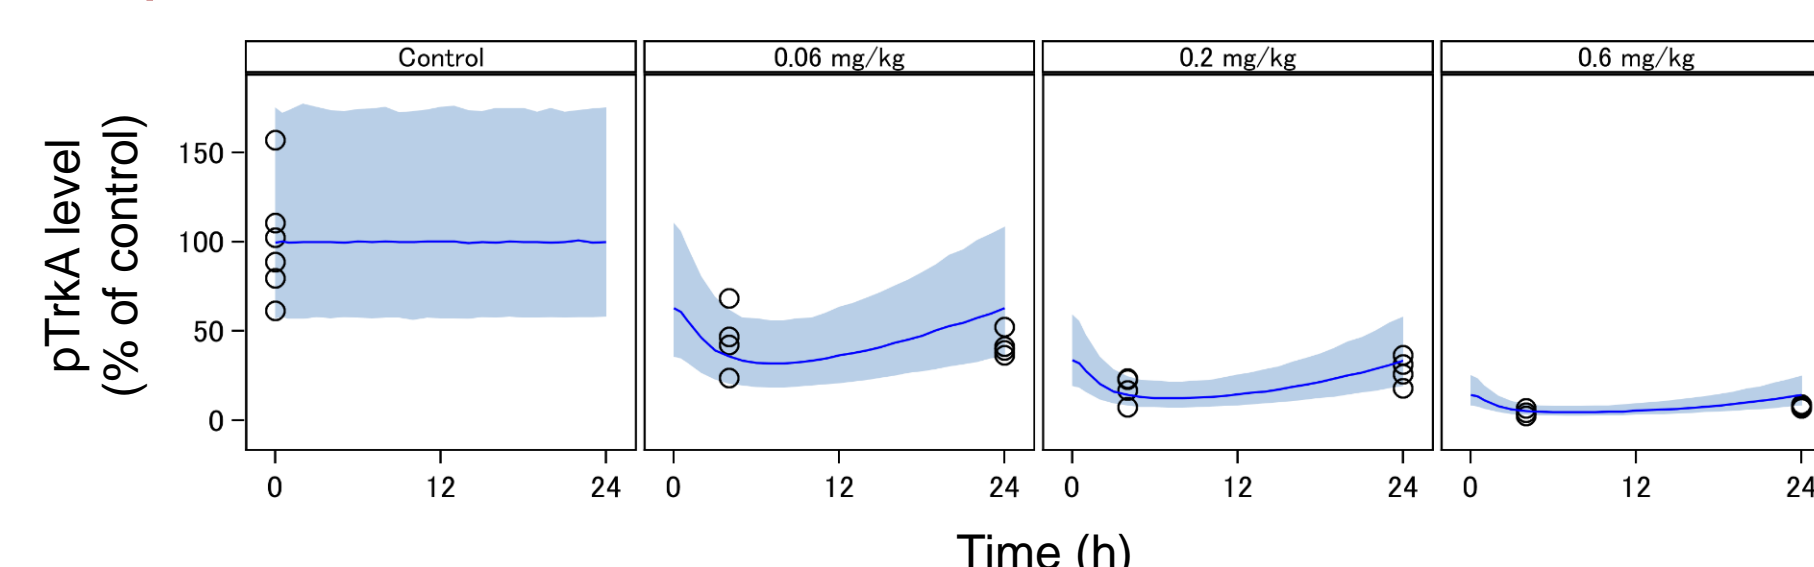 Control 0.06 mg/kg 0.2 mg/kg 0.6 mg/kg
pTrkA level
(% of control)
150
100
50
0
0 12 24 0 12 24 0 12 24 0 12 24
Time (h)